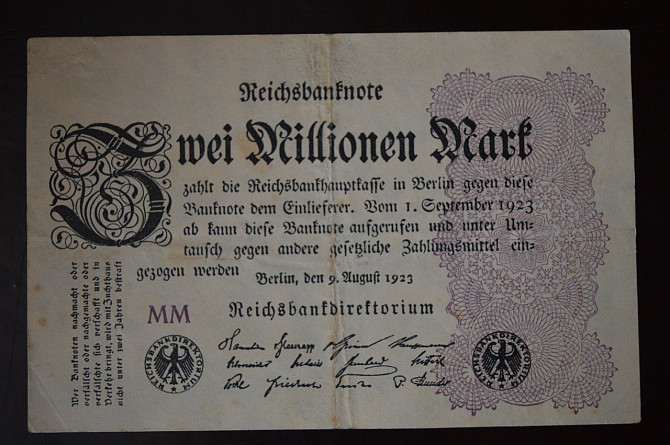 Reichsbanknote
Zwei Millionen Mark
zahlt die Reichsbankhauptkasse in Berlin gegen diese
Banknote dem Einlieferer. Vom 1. September 1923
ab kann diese Banknote aufgerufen und unter Um-
tausch gegen andere gesetzliche Zahlungsmittel ein-
gezogen werden
Berlin, den 9. August 1923
MM
Reichsbankdirektorium
REICHSBANKDIREKTORIUM
REICHSBANKDIREKTORIUM
Wer Banknoten nachmacht oder
verfälscht oder nachgemachte oder
verfälschte sich verschafft und in
Verkehr bringt, wird mit Zuchthaus
nicht unter zwei Jahren bestraft